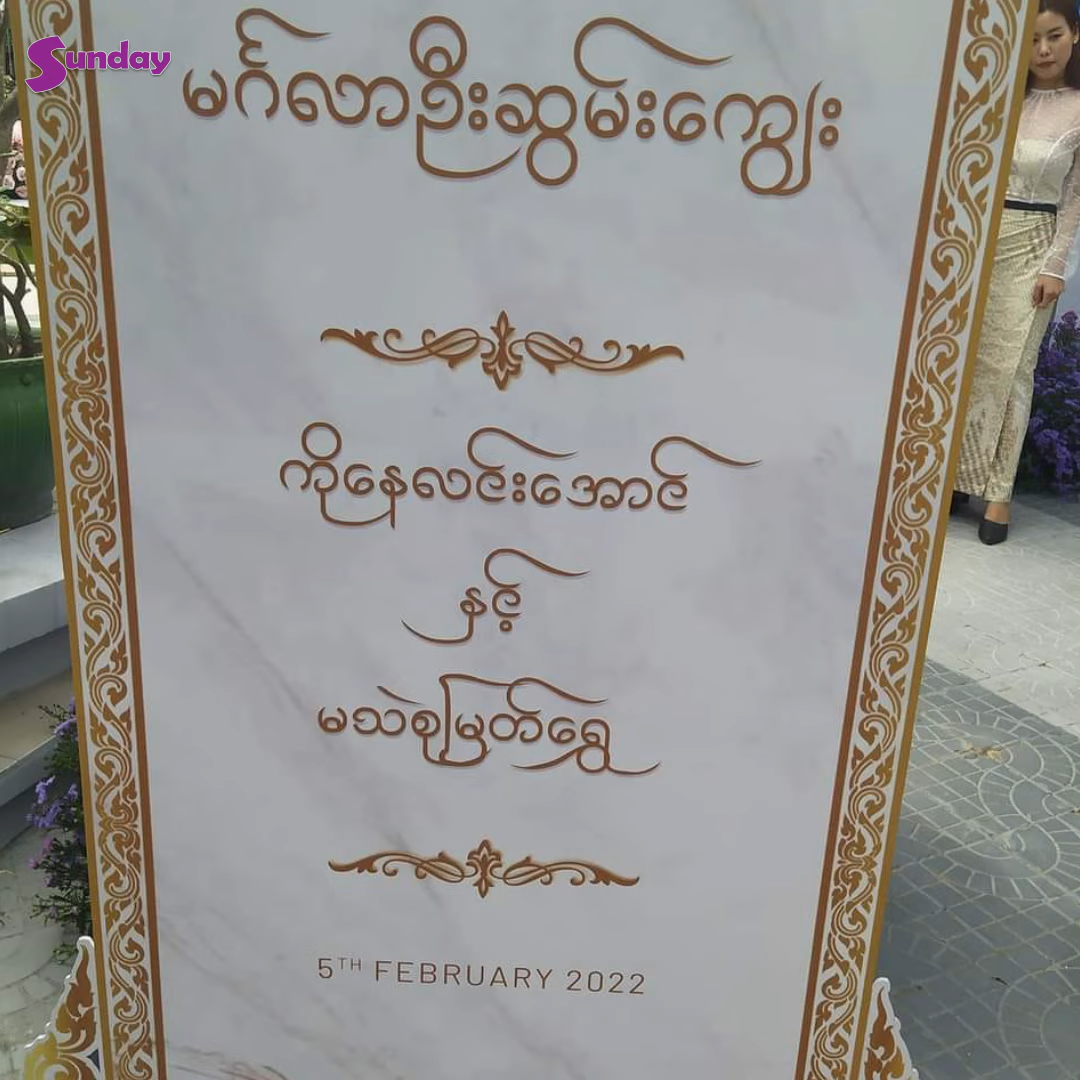 Sunday
မင်္ဂလာဦးဆွမ်းကျွေး
ကိုနေလင်းအောင်
နှင့်
မသဲစုမြတ်ရွှေ
5TH FEBRUARY 2022